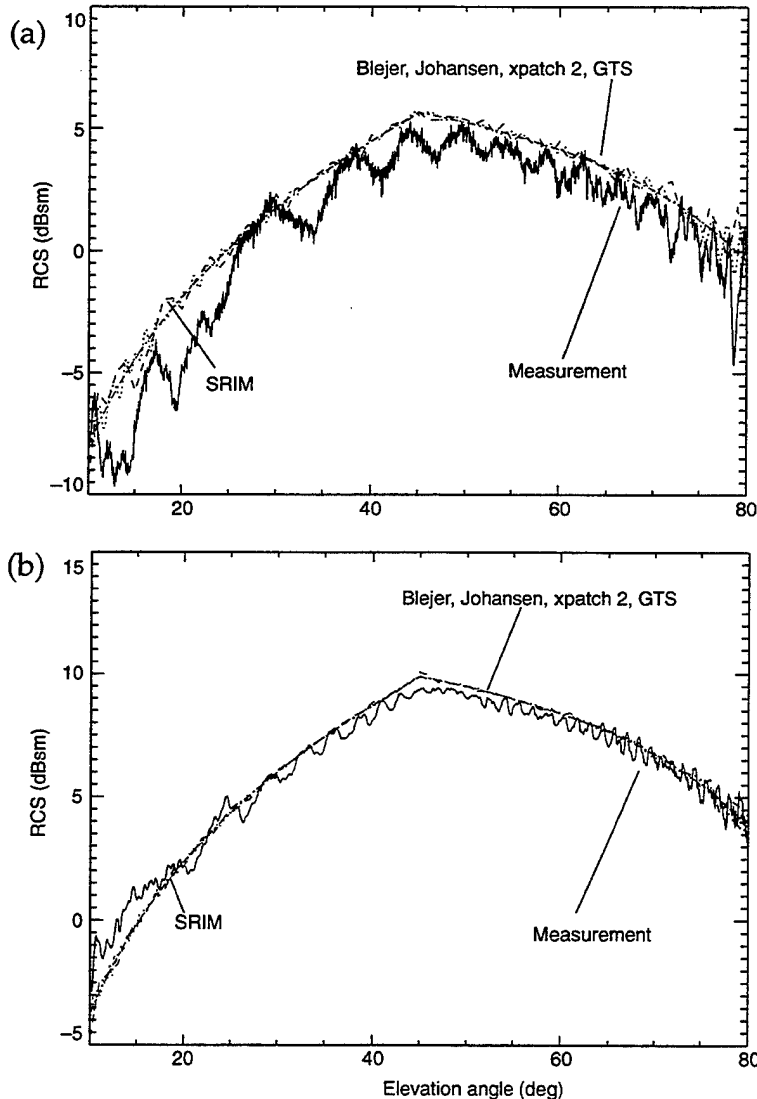 (a)
10
5
0
−5
−10
RCS (dBsm)
Blejer, Johansen, xpatch 2, GTS
SRIM
Measurement
20
40
60
80
(b)
15
10
5
0
−5
RCS (dBsm)
Blejer, Johansen, xpatch 2, GTS
SRIM
Measurement
20
40
60
80
Elevation angle (deg)